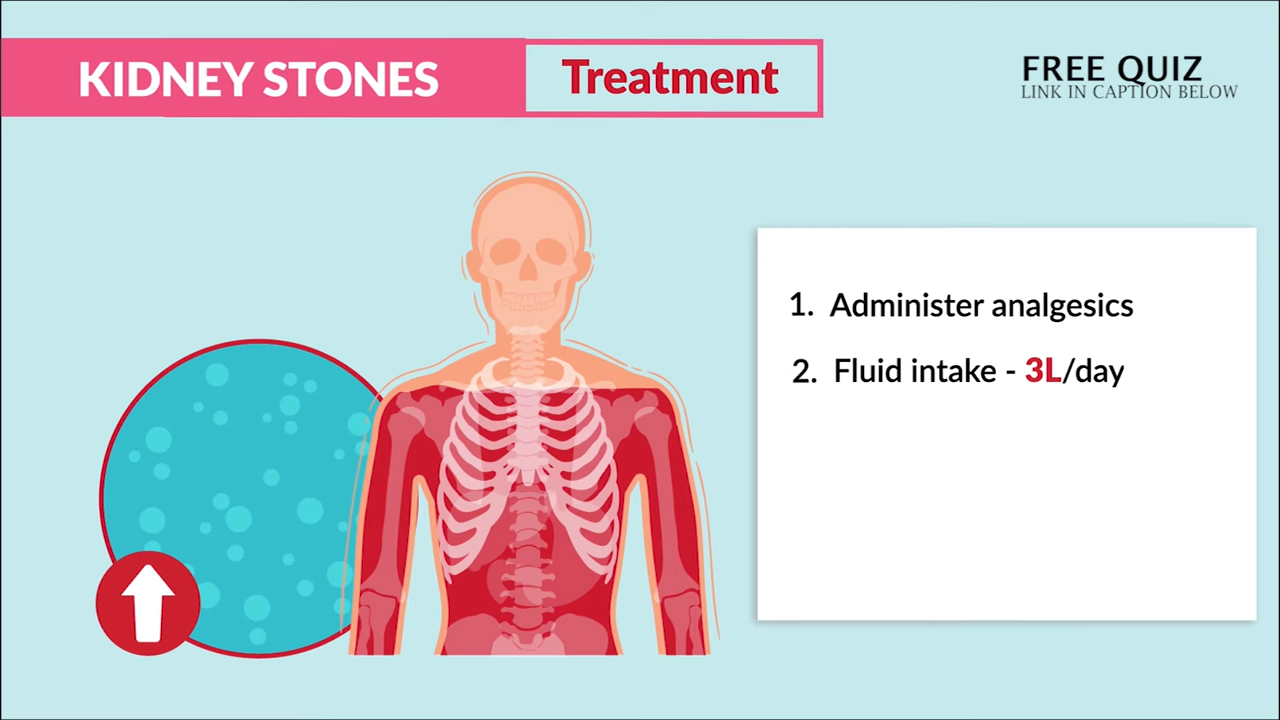 KIDNEY STONES
Treatment
FREE QUIZ
LINK IN CAPTION BELOW
1. Administer analgesics
2. Fluid intake - 3L/day